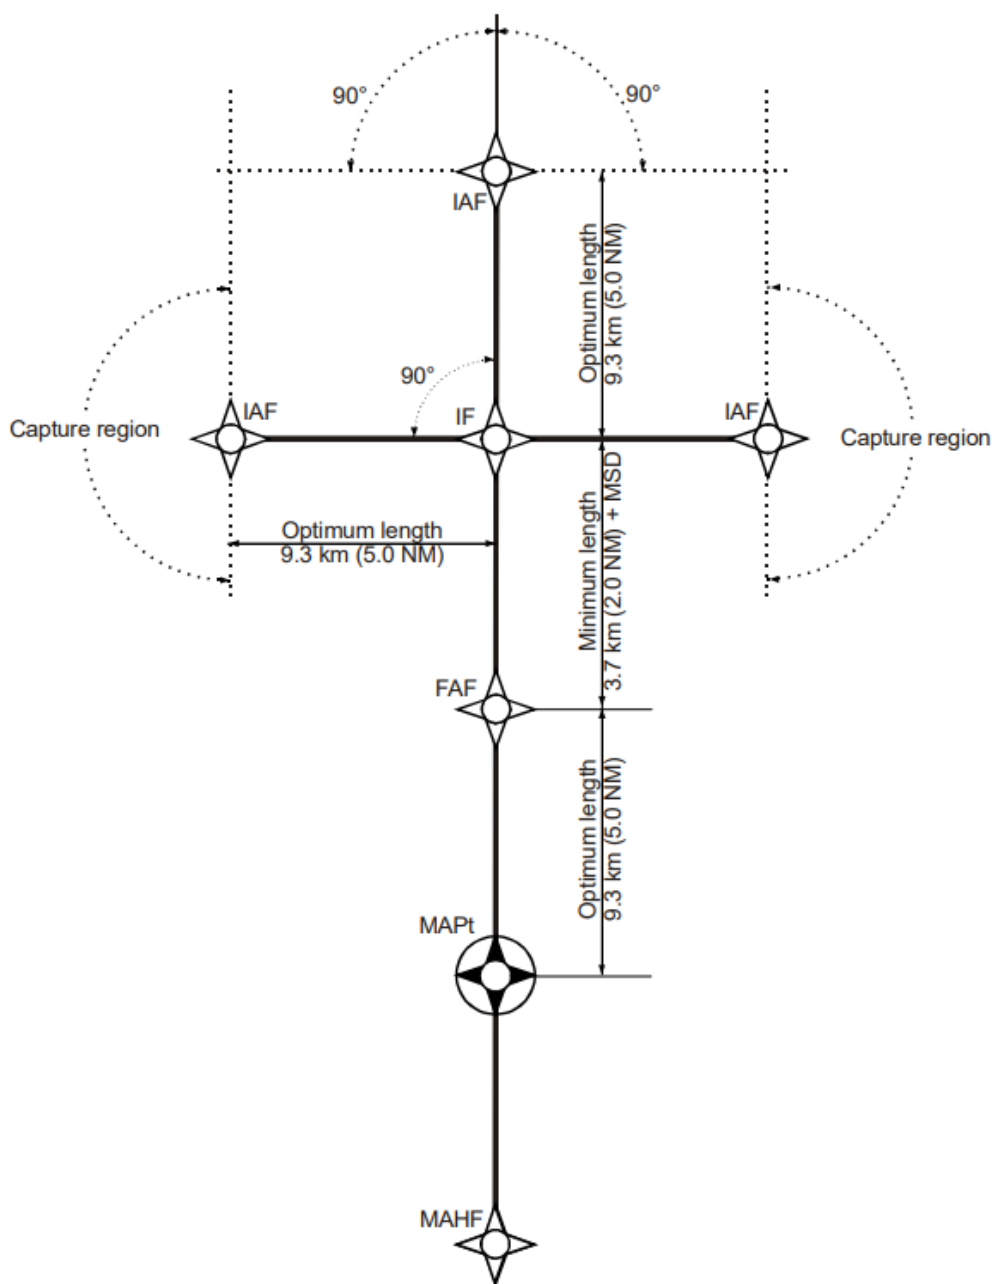 90°
90°
IAF
Optimum length
9.3 km (5.0 NM)
90°
IAF
IF
IAF
Capture region
Capture region
Optimum length
9.3 km (5.0 NM)
Minimum length
3.7 km (2.0 NM) + MSD
FAF
Optimum length
9.3 km (5.0 NM)
MAPt
MAHF